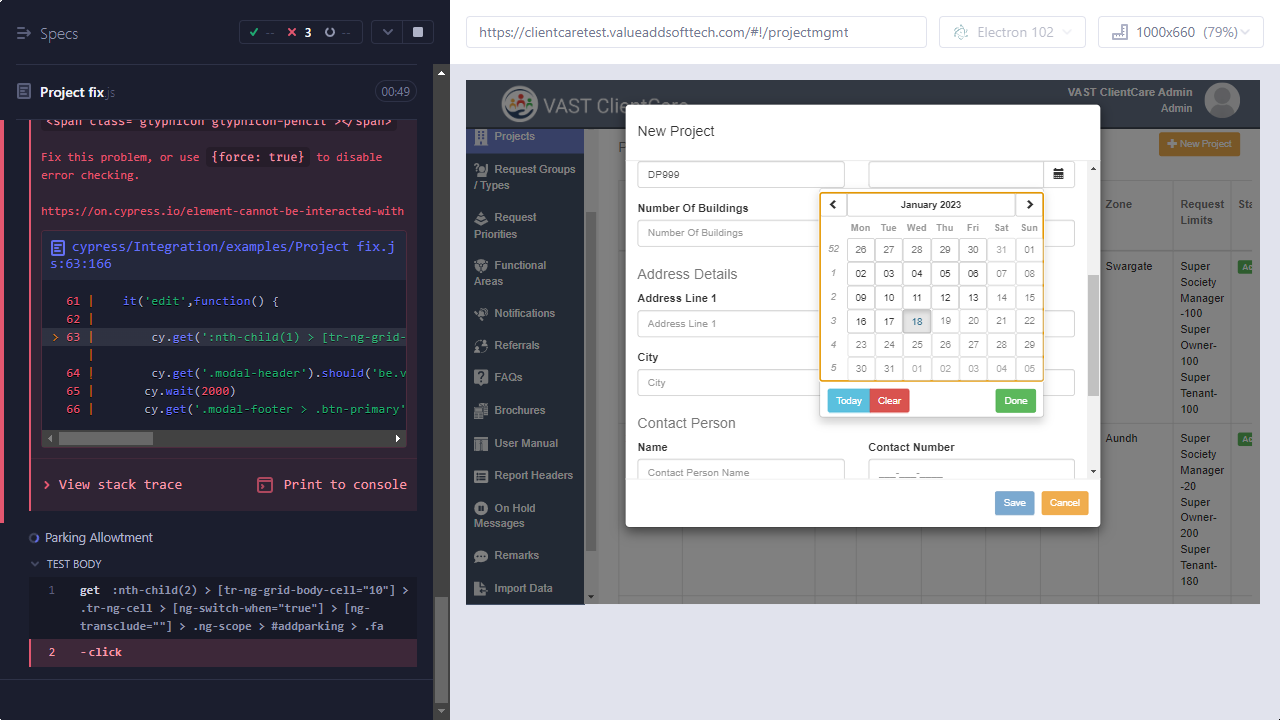 Specs
-- 3 --
https://clientcaretest.valueaddsofttech.com/#!/projectmgmt
Electron 102
1000x660 (79%)
Project fix.js
00:49
<span class="glyphicon glyphicon-pencil"></span>
Fix this problem, or use {force: true} to disable
error checking.
https://on.cypress.io/element-cannot-be-interacted-with
cypress/Integration/examples/Project fix.j
s:63:166
61 | it('edit',function() {
62 |
> 63 | cy.get(':nth-child(1) > [tr-ng-grid-
|
64 | cy.get('.modal-header').should('be.v
65 | cy.wait(2000)
66 | cy.get('.modal-footer > .btn-primary'
View stack trace
Print to console
Parking Allowtment
TEST BODY
1 get :nth-child(2) > [tr-ng-grid-body-cell="10"] >
.tr-ng-cell > [ng-switch-when="true"] > [ng-
transclude=""] > .ng-scope > #addparking > .fa
2 -click
VAST ClientCare
VAST ClientCare Admin
Admin
Projects
Request Groups
/ Types
Request
Priorities
Functional
Areas
Notifications
Referrals
FAQs
Brochures
User Manual
Report Headers
On Hold
Messages
Remarks
Import Data
P
New Project
Zone
Request
Limits
Sta
Swargate
Super
Society
Manager
-100
Super
Owner-
100
Super
Tenant-
100
Ac
Aundh
Super
Society
Manager
-20
Super
Owner-
200
Super
Tenant-
180
Ac
New Project
DP999
Number Of Buildings
Number Of Buildings
Address Details
Address Line 1
Address Line 1
City
City
Contact Person
Name
Contact Person Name
Contact Number
___-___-____
January 2023
Mon Tue Wed Thu Fri Sat Sun
52 26 27 28 29 30 31 01
1 02 03 04 05 06 07 08
2 09 10 11 12 13 14 15
3 16 17 18 19 20 21 22
4 23 24 25 26 27 28 29
5 30 31 01 02 03 04 05
Today Clear Done
Save Cancel